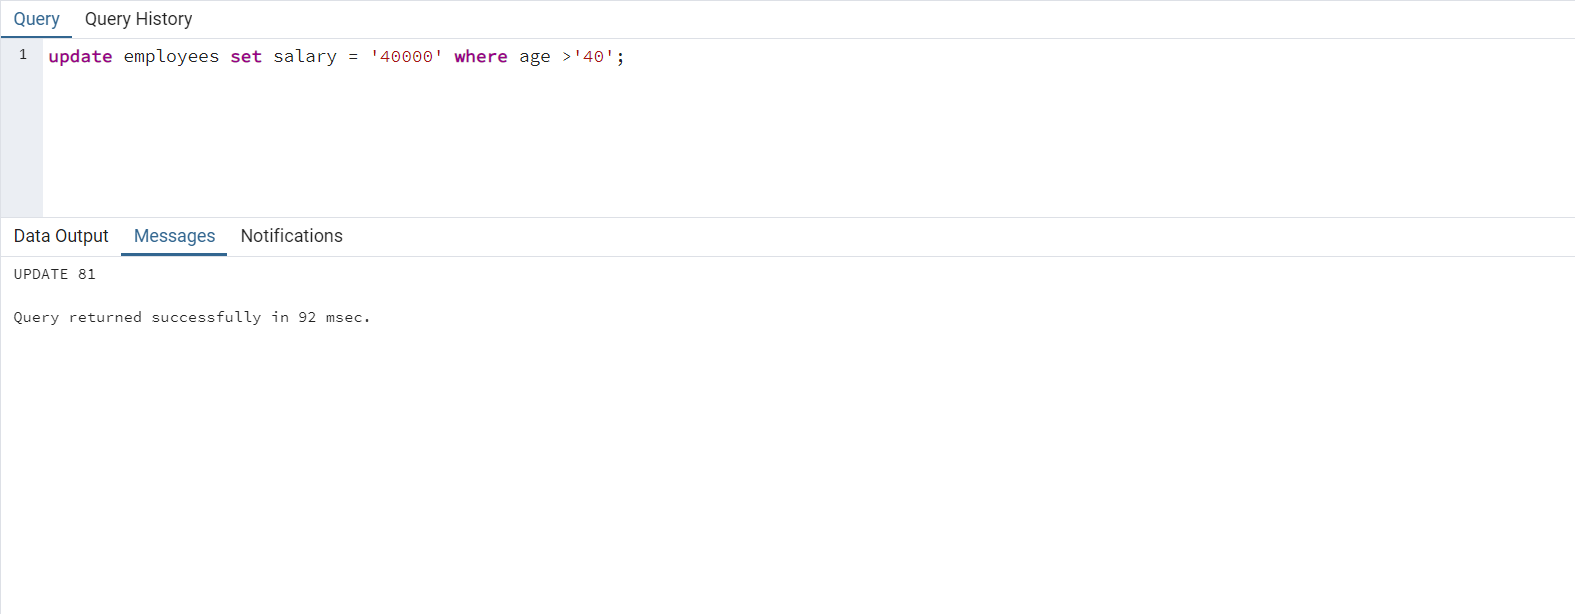 Query Query History
1 update employees set salary = '40000' where age >'40';
Data Output Messages Notifications
UPDATE 81
Query returned successfully in 92 msec.